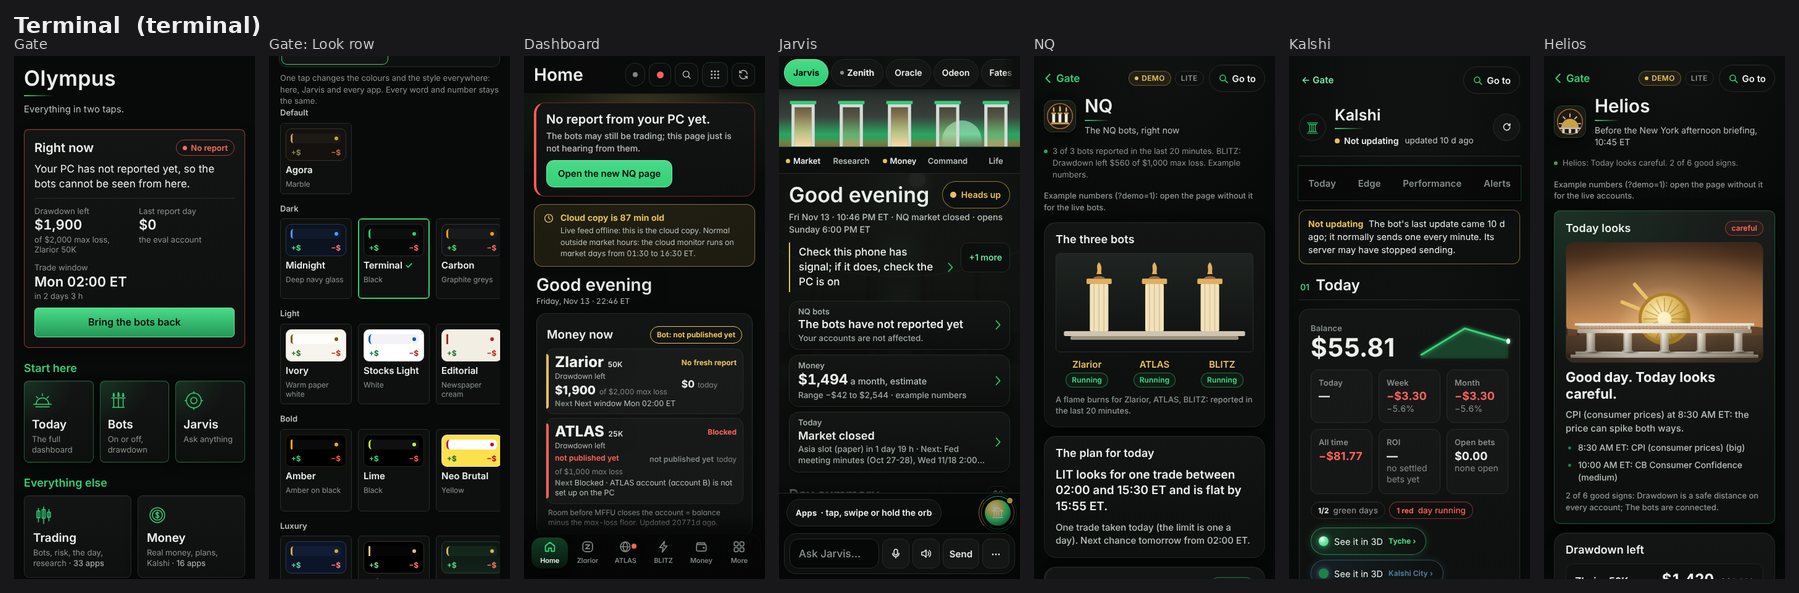 Terminal (terminal)
Gate
Olympus
Everything in two taps.
Right now
No report
Your PC has not reported yet, so the
bots cannot be seen from here.
Drawdown left
$1,900
of $2,000 max loss,
Zlarior 50K
Last report day
$0
the eval account
Trade window
Mon 02:00 ET
in 2 days 3 h
Bring the bots back
Start here
Today
The full
dashboard
Bots
On or off,
drawdown
Jarvis
Ask anything
Everything else
Trading
Bots, risk, the day,
research · 33 apps
Money
Real money, plans,
Kalshi · 16 apps
Gate: Look row
One tap changes the colours and the style everywhere:
here, Jarvis and every app. Every word and number stays
the same.
Default
+$ −$
Agora
Marble
Dark
+$ −$
Midnight
Deep navy glass
+$ −$
Terminal ✓
Black
+$ −$
Carbon
Graphite greys
Light
+$ −$
Ivory
Warm paper
white
+$ −$
Stocks Light
White
+$ −$
Editorial
Newspaper
cream
Bold
+$ −$
Amber
Amber on black
+$ −$
Lime
Black
+$ −$
Neo Brutal
Yellow
Luxury
+$ −$
+$ −$
+$ −$
Dashboard
Home
No report from your PC yet.
The bots may still be trading; this page just is
not hearing from them.
Open the new NQ page
Cloud copy is 87 min old
Live feed offline: this is the cloud copy. Normal
outside market hours: the cloud monitor runs on
market days from 01:30 to 16:30 ET.
Good evening
Friday, Nov 13 · 22:46 ET
Money now
Bot: not published yet
Zlarior 50K
No fresh report
Drawdown left
$1,900 of $2,000 max loss
$0 today
Next Next window Mon 02:00 ET
ATLAS 25K
Blocked
Drawdown left
not published yet
not published yet today
of $1,000 max loss
Next Blocked · ATLAS account (account B) is not
set up on the PC
Room before MFFU closes the account = balance
minus the max-loss floor. Updated 20771d ago.
Home
Zlarior
ATLAS
BLITZ
Money
More
Jarvis
Jarvis
Zenith
Oracle
Odeon
Fates
Market
Research
Money
Command
Life
Good evening
Heads up
Fri Nov 13 · 10:46 PM ET · NQ market closed · opens
Sunday 6:00 PM ET
Check this phone has
signal; if it does, check the
PC is on
+1 more
NQ bots
The bots have not reported yet
Your accounts are not affected.
Money
$1,494 a month, estimate
Range −$42 to $2,544 · example numbers
Today
Market closed
Asia slot (paper) in 1 day 19 h · Next: Fed
meeting minutes (Oct 27-28), Wed 11/18 2:00...
Apps · tap, swipe or hold the orb
Ask Jarvis...
Send
NQ
Gate
DEMO
LITE
Go to
NQ
The NQ bots, right now
3 of 3 bots reported in the last 20 minutes. BLITZ:
Drawdown left $560 of $1,000 max loss. Example
numbers.
Example numbers (?demo=1): open the page without it
for the live bots.
The three bots
Zlarior
ATLAS
BLITZ
Running
Running
Running
A flame burns for Zlarior, ATLAS, BLITZ: reported in
the last 20 minutes.
The plan for today
LIT looks for one trade between
02:00 and 15:30 ET and is flat by
15:55 ET.
One trade taken today (the limit is one a
day). Next chance tomorrow from 02:00 ET.
Kalshi
← Gate
Go to
Kalshi
Not updating updated 10 d ago
Today
Edge
Performance
Alerts
Not updating The bot's last update came 10 d
ago; it normally sends one every minute. Its
server may have stopped sending.
01 Today
Balance
$55.81
Today
—
Week
−$3.30
−5.6%
Month
−$3.30
−5.6%
All time
−$81.77
ROI
—
no settled
bets yet
Open bets
$0.00
none open
1/2 green days
1 red day running
See it in 3D Tyche ›
See it in 3D Kalshi City ›
Helios
Gate
DEMO
LITE
Go to
Helios
Before the New York afternoon briefing,
10:45 ET
Helios: Today looks careful. 2 of 6 good signs.
Example numbers (?demo=1): open the page without it
for the live accounts.
Today looks
careful
Good day. Today looks
careful.
CPI (consumer prices) at 8:30 AM ET: the
price can spike both ways.
8:30 AM ET: CPI (consumer prices) (big)
10:00 AM ET: CB Consumer Confidence
(medium)
2 of 6 good signs: Drawdown is a safe distance on
every account; The bots are connected.
Drawdown left